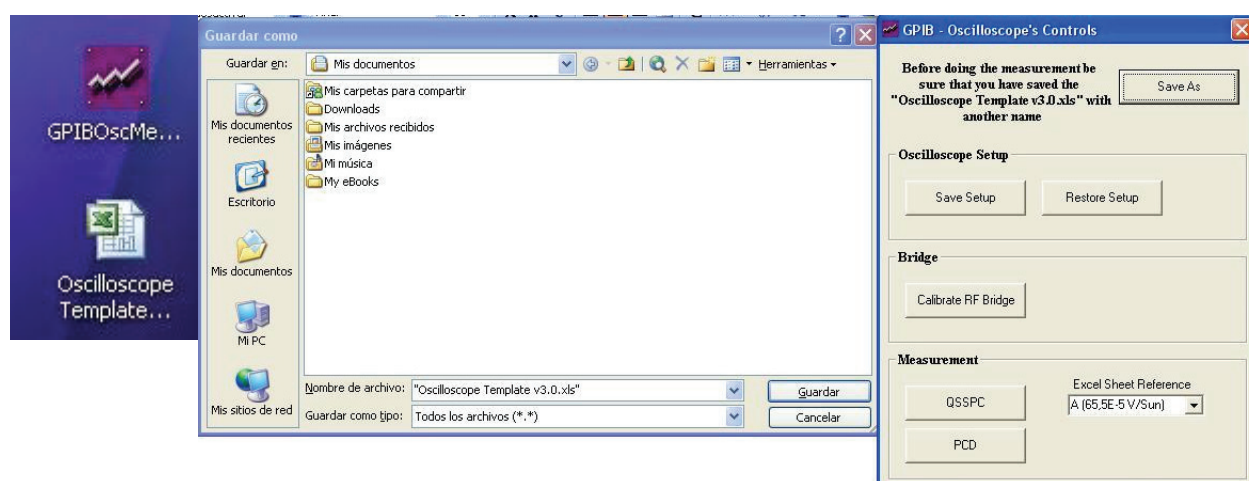 GPIBOscMe...
Oscilloscope
Template...
Guardar como
Guardar en:
Mis documentos
Herramientas
Mis documentos
recientes
Escritorio
Mis documentos
Mi PC
Mis sitios de red
Mis carpetas para compartir
Downloads
Mis archivos recibidos
Mis imágenes
Mi música
My eBooks
Nombre de archivo:
"Oscilloscope Template v3.0.xls"
Guardar
Guardar como tipo:
Todos los archivos (*.*)
Cancelar
GPIB - Oscilloscope's Controls
Before doing the measurement be
sure that you have saved the
"Oscilloscope Template v3.0.xls" with
another name
Save As
Oscilloscope Setup
Save Setup
Restore Setup
Bridge
Calibrate RF Bridge
Measurement
QSSPC
Excel Sheet Reference
A (65,5E-5 V/Sun)
PCD